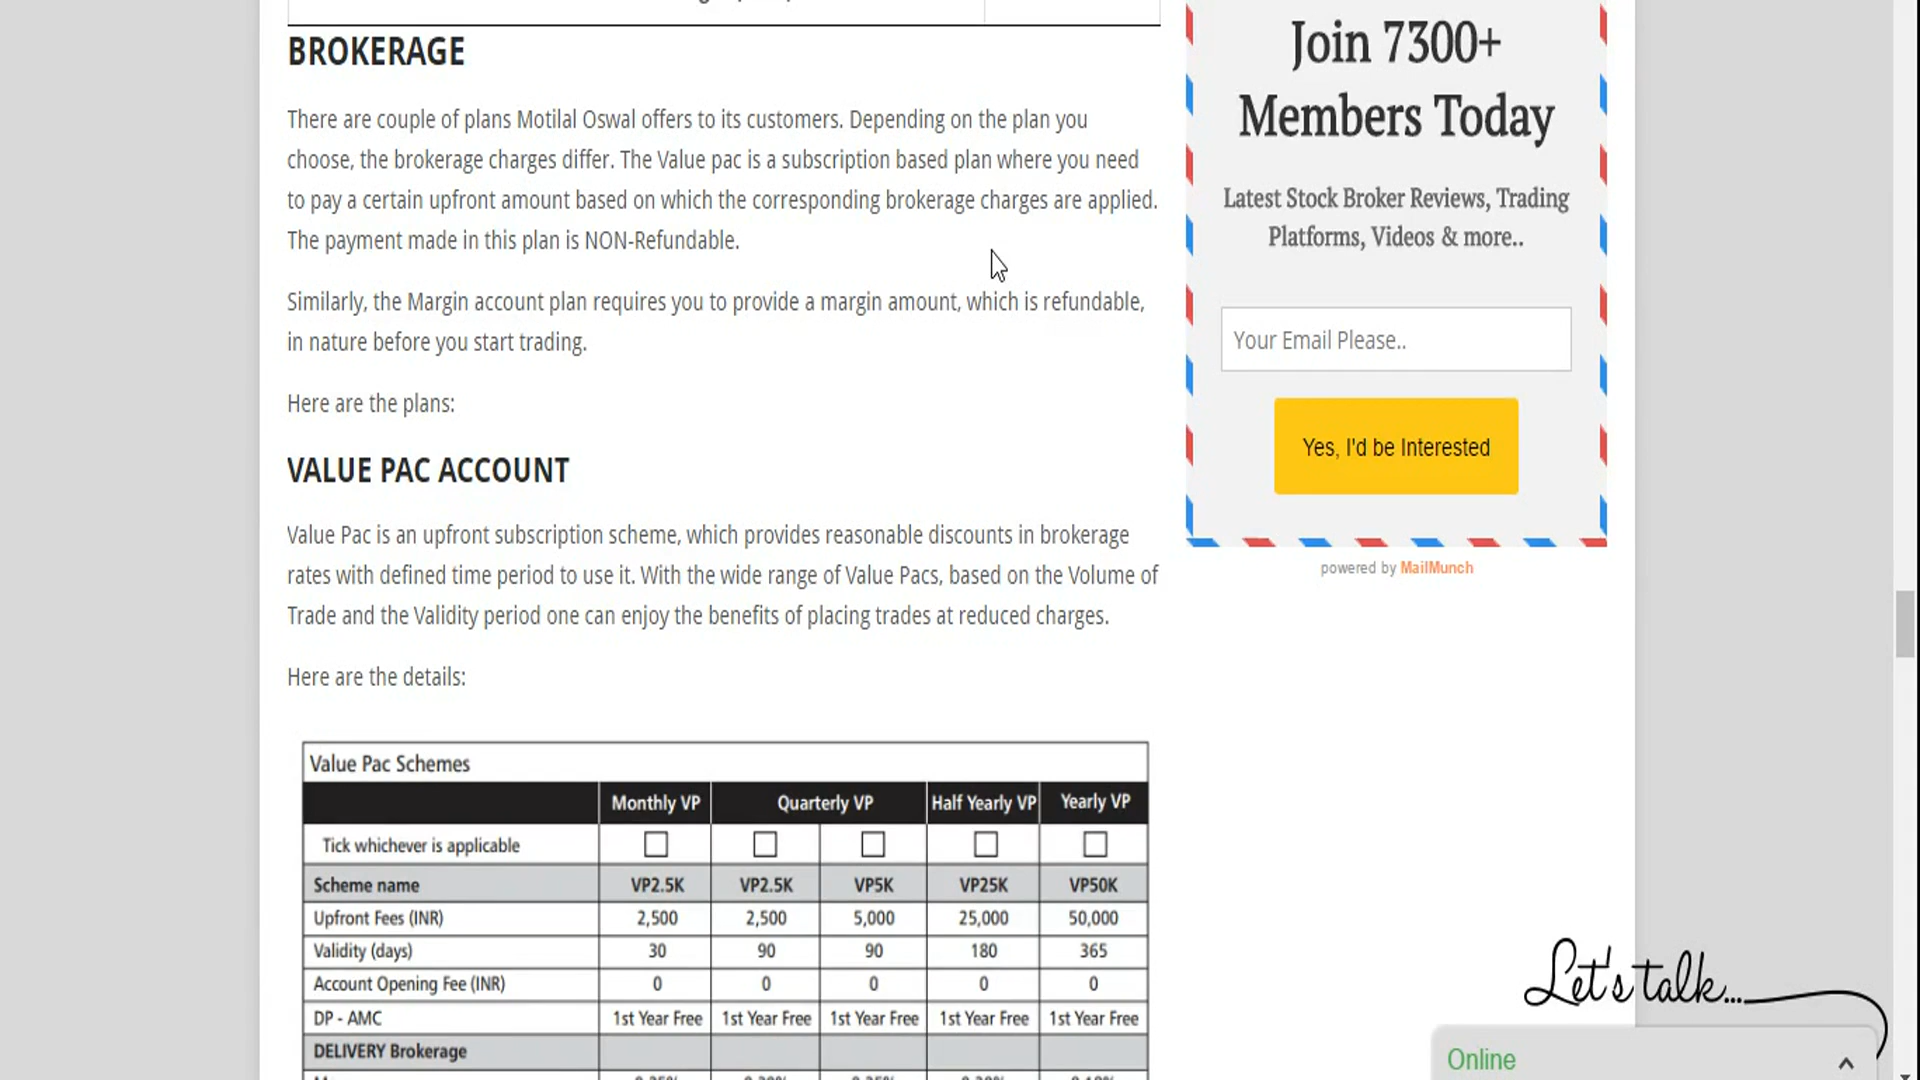 BROKERAGE
There are couple of plans Motilal Oswal offers to its customers. Depending on the plan you
choose, the brokerage charges differ. The Value pac is a subscription based plan where you need
to pay a certain upfront amount based on which the corresponding brokerage charges are applied.
The payment made in this plan is NON-Refundable.
Similarly, the Margin account plan requires you to provide a margin amount, which is refundable,
in nature before you start trading.
Here are the plans:
VALUE PAC ACCOUNT
Value Pac is an upfront subscription scheme, which provides reasonable discounts in brokerage
rates with defined time period to use it. With the wide range of Value Pacs, based on the Volume of
Trade and the Validity period one can enjoy the benefits of placing trades at reduced charges.
Here are the details:
Value Pac Schemes
Monthly VP Quarterly VP Half Yearly VP Yearly VP
Tick whichever is applicable
Scheme name VP2.5K VP2.5K VP5K VP25K VP50K
Upfront Fees (INR) 2,500 2,500 5,000 25,000 50,000
Validity (days) 30 90 90 180 365
Account Opening Fee (INR) 0 0 0 0 0
DP - AMC 1st Year Free 1st Year Free 1st Year Free 1st Year Free 1st Year Free
DELIVERY Brokerage
Join 7300+
Members Today
Latest Stock Broker Reviews, Trading
Platforms, Videos & more..
Your Email Please..
Yes, I'd be Interested
powered by MailMunch
Let's talk...
Online